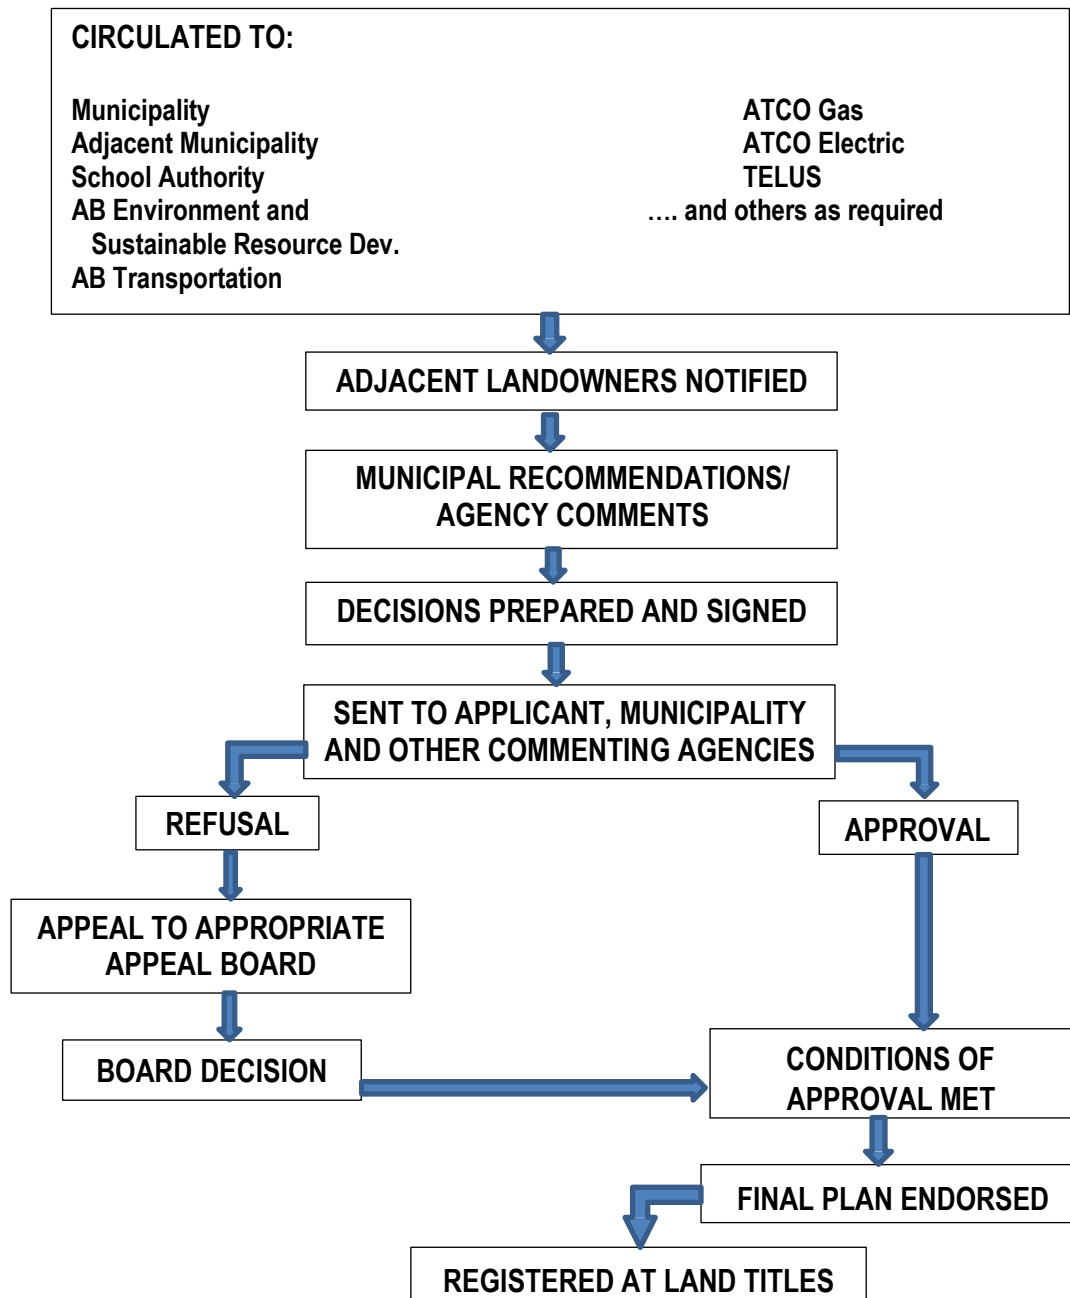 CIRCULATED TO:
Municipality
Adjacent Municipality
School Authority
AB Environment and
Sustainable Resource Dev.
AB Transportation
ATCO Gas
ATCO Electric
TELUS
…. and others as required
ADJACENT LANDOWNERS NOTIFIED
MUNICIPAL RECOMMENDATIONS/
AGENCY COMMENTS
DECISIONS PREPARED AND SIGNED
SENT TO APPLICANT, MUNICIPALITY
AND OTHER COMMENTING AGENCIES
REFUSAL
APPROVAL
APPEAL TO APPROPRIATE
APPEAL BOARD
BOARD DECISION
CONDITIONS OF
APPROVAL MET
FINAL PLAN ENDORSED
REGISTERED AT LAND TITLES